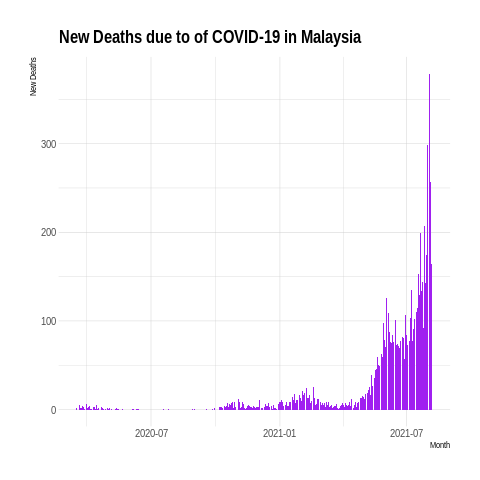 New Deaths due to of COVID-19 in Malaysia
New Deaths
300
200
100
0
2020-07
2021-01
2021-07
Month